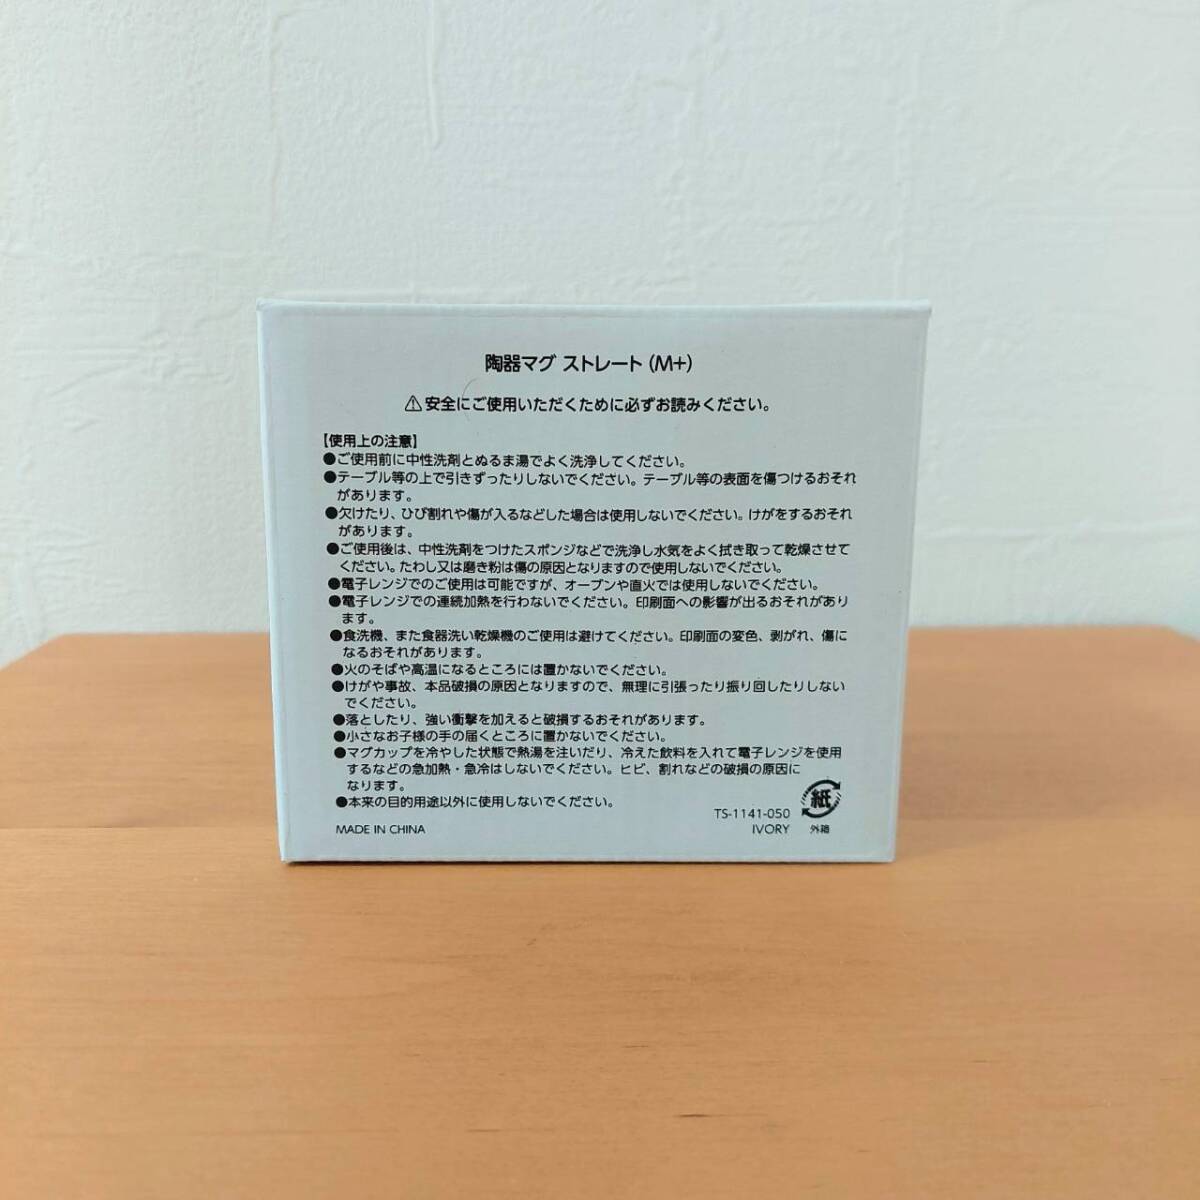 陶器マグ ストレート（M+）
⚠安全にご使用いただくために必ずお読みください。
【使用上の注意】
●ご使用前に中性洗剤とぬるま湯でよく洗浄してください。
●テーブル等の上で引きずったりしないでください。テーブル等の表面を傷つけるおそれ
があります。
●欠けたり、ひび割れや傷が入るなどした場合は使用しないでください。けがをするおそれ
があります。
●ご使用後は、中性洗剤をつけたスポンジなどで洗浄し水気をよく拭き取って乾燥させて
ください。たわし又は磨き粉は傷の原因となりますので使用しないでください。
●電子レンジでのご使用は可能ですが、オーブンや直火では使用しないでください。
●電子レンジでの連続加熱を行わないでください。印刷面への影響が出るおそれがあり
ます。
●食洗機、また食器洗い乾燥機のご使用は避けてください。印刷面の変色、剥がれ、傷に
なるおそれがあります。
●火のそばや高温になるところには置かないでください。
●けがや事故、本品破損の原因となりますので、無理に引張ったり振り回したりしない
でください。
●落としたり、強い衝撃を加えると破損するおそれがあります。
●小さなお子様の手の届くところに置かないでください。
●マグカップを冷やした状態で熱湯を注いだり、冷えた飲料を入れて電子レンジを使用
するなどの急加熱・急冷はしないでください。ヒビ、割れなどの破損の原因に
なります。
●本来の目的用途以外に使用しないでください。
MADE IN CHINA
TS-1141-050
IVORY
紙
外箱